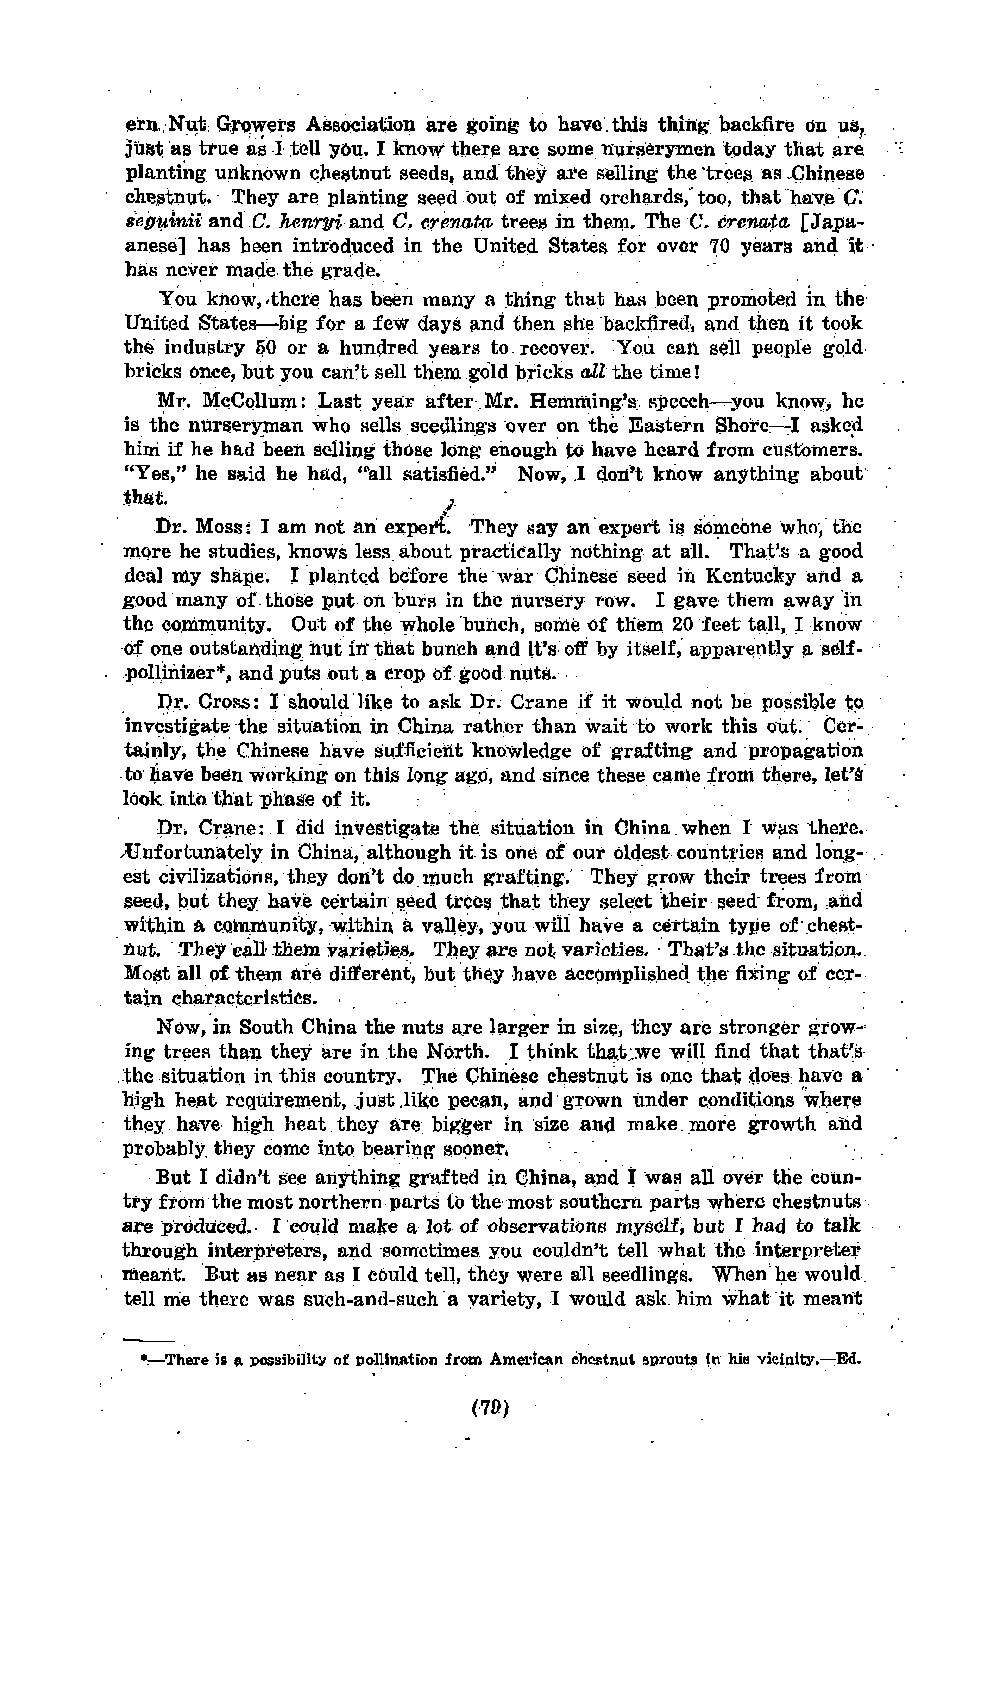 ern Nut Growers Association are going to have this thing backfire on us,
just as true as I tell you. I know there are some nurserymen today that are
planting unknown chestnut seeds, and they are selling the trees as Chinese
chestnut. They are planting seed out of mixed orchards, too, that have C.
seguinii and C. henryi and C. crenata trees in them. The C. crenata [Japa-
anese] has been introduced in the United States for over 70 years and it
has never made the grade.
You know, there has been many a thing that has been promoted in the
United States—big for a few days and then she backfired, and then it took
the industry 50 or a hundred years to recover. You can sell people gold
bricks once, but you can't sell them gold bricks all the time!
Mr. McCollum: Last year after Mr. Hemming's speech—you know, he
is the nurseryman who sells seedlings over on the Eastern Shore—I asked
him if he had been selling those long enough to have heard from customers.
"Yes," he said he had, "all satisfied." Now, I don't know anything about
that.
Dr. Moss: I am not an expert. They say an expert is someone who, the
more he studies, knows less about practically nothing at all. That's a good
deal my shape. I planted before the war Chinese seed in Kentucky and a
good many of those put on burs in the nursery row. I gave them away in
the community. Out of the whole bunch, some of them 20 feet tall, I know
of one outstanding nut in that bunch and it's off by itself, apparently a self-
pollinizer*, and puts out a crop of good nuts.
Dr. Cross: I should like to ask Dr. Crane if it would not be possible to
investigate the situation in China rather than wait to work this out. Cer-
tainly, the Chinese have sufficient knowledge of grafting and propagation
to have been working on this long ago, and since these came from there, let's
look into that phase of it.
Dr. Crane: I did investigate the situation in China when I was there.
Unfortunately in China, although it is one of our oldest countries and long-
est civilizations, they don't do much grafting. They grow their trees from
seed, but they have certain seed trees that they select their seed from, and
within a community, within a valley, you will have a certain type of chest-
nut. They call them varieties. They are not varieties. That's the situation.
Most all of them are different, but they have accomplished the fixing of cer-
tain characteristics.
Now, in South China the nuts are larger in size, they are stronger grow-
ing trees than they are in the North. I think that we will find that that's
the situation in this country. The Chinese chestnut is one that does have a
high heat requirement, just like pecan, and grown under conditions where
they have high heat they are bigger in size and make more growth and
probably they come into bearing sooner.
But I didn't see anything grafted in China, and I was all over the coun-
try from the most northern parts to the most southern parts where chestnuts
are produced. I could make a lot of observations myself, but I had to talk
through interpreters, and sometimes you couldn't tell what the interpreter
meant. But as near as I could tell, they were all seedlings. When he would
tell me there was such-and-such a variety, I would ask him what it meant
*—There is a possibility of pollination from American chestnut sprouts in his vicinity.—Ed.
(79)